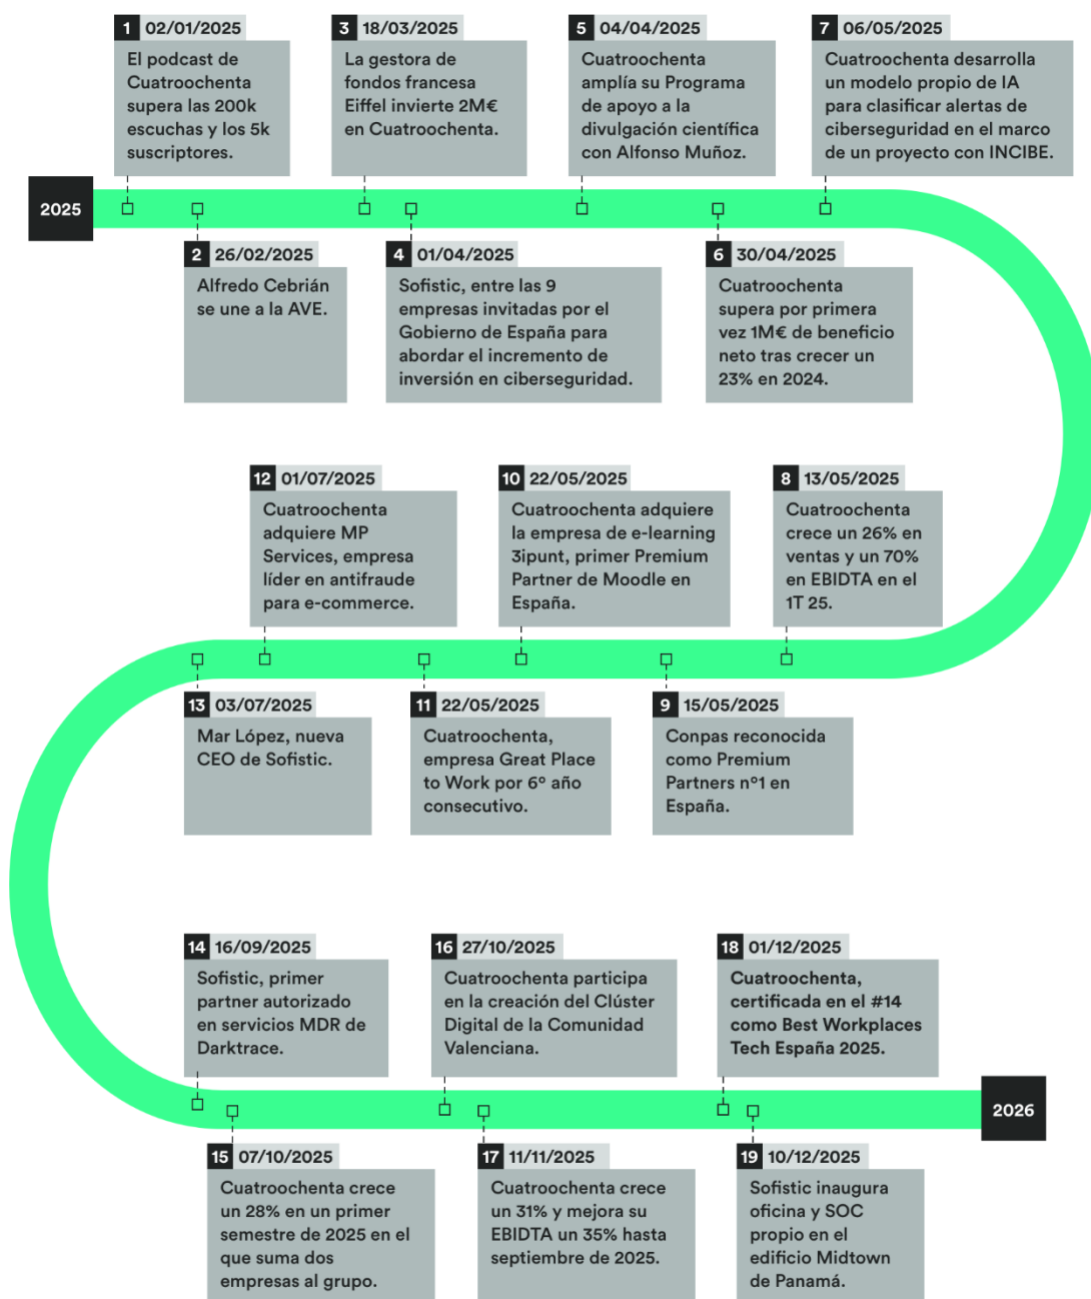 2025
1 02/01/2025
El podcast de
Cuatroochenta
supera las 200k
escuchas y los 5k
suscriptores.
2 26/02/2025
Alfredo Cebrián
se une a la AVE.
3 18/03/2025
La gestora de
fondos francesa
Eiffel invierte 2M€
en Cuatroochenta.
4 01/04/2025
Sofistic, entre las 9
empresas invitadas por el
Gobierno de España para
abordar el incremento de
inversión en ciberseguridad.
5 04/04/2025
Cuatroochenta
amplía su Programa
de apoyo a la
divulgación científica
con Alfonso Muñoz.
6 30/04/2025
Cuatroochenta
supera por primera
vez 1M€ de beneficio
neto tras crecer un
23% en 2024.
7 06/05/2025
Cuatroochenta desarrolla
un modelo propio de IA
para clasificar alertas de
ciberseguridad en el marco
de un proyecto con INCIBE.
8 13/05/2025
Cuatroochenta
crece un 26% en
ventas y un 70%
en EBIDTA en el
1T 25.
9 15/05/2025
Conpas reconocida
como Premium
Partners nº1 en
España.
10 22/05/2025
Cuatroochenta adquiere
la empresa de e-learning
3ipunt, primer Premium
Partner de Moodle en
España.
11 22/05/2025
Cuatroochenta,
empresa Great Place
to Work por 6º año
consecutivo.
12 01/07/2025
Cuatroochenta
adquiere MP
Services, empresa
líder en antifraude
para e-commerce.
13 03/07/2025
Mar López, nueva
CEO de Sofistic.
14 16/09/2025
Sofistic, primer
partner autorizado
en servicios MDR de
Darktrace.
15 07/10/2025
Cuatroochenta crece
un 28% en un primer
semestre de 2025 en el
que suma dos
empresas al grupo.
16 27/10/2025
Cuatroochenta participa
en la creación del Clúster
Digital de la Comunidad
Valenciana.
17 11/11/2025
Cuatroochenta crece
un 31% y mejora su
EBIDTA un 35% hasta
septiembre de 2025.
18 01/12/2025
Cuatroochenta,
certificada en el #14
como Best Workplaces
Tech España 2025.
19 10/12/2025
Sofistic inaugura
oficina y SOC
propio en el
edificio Midtown
de Panamá.
2026